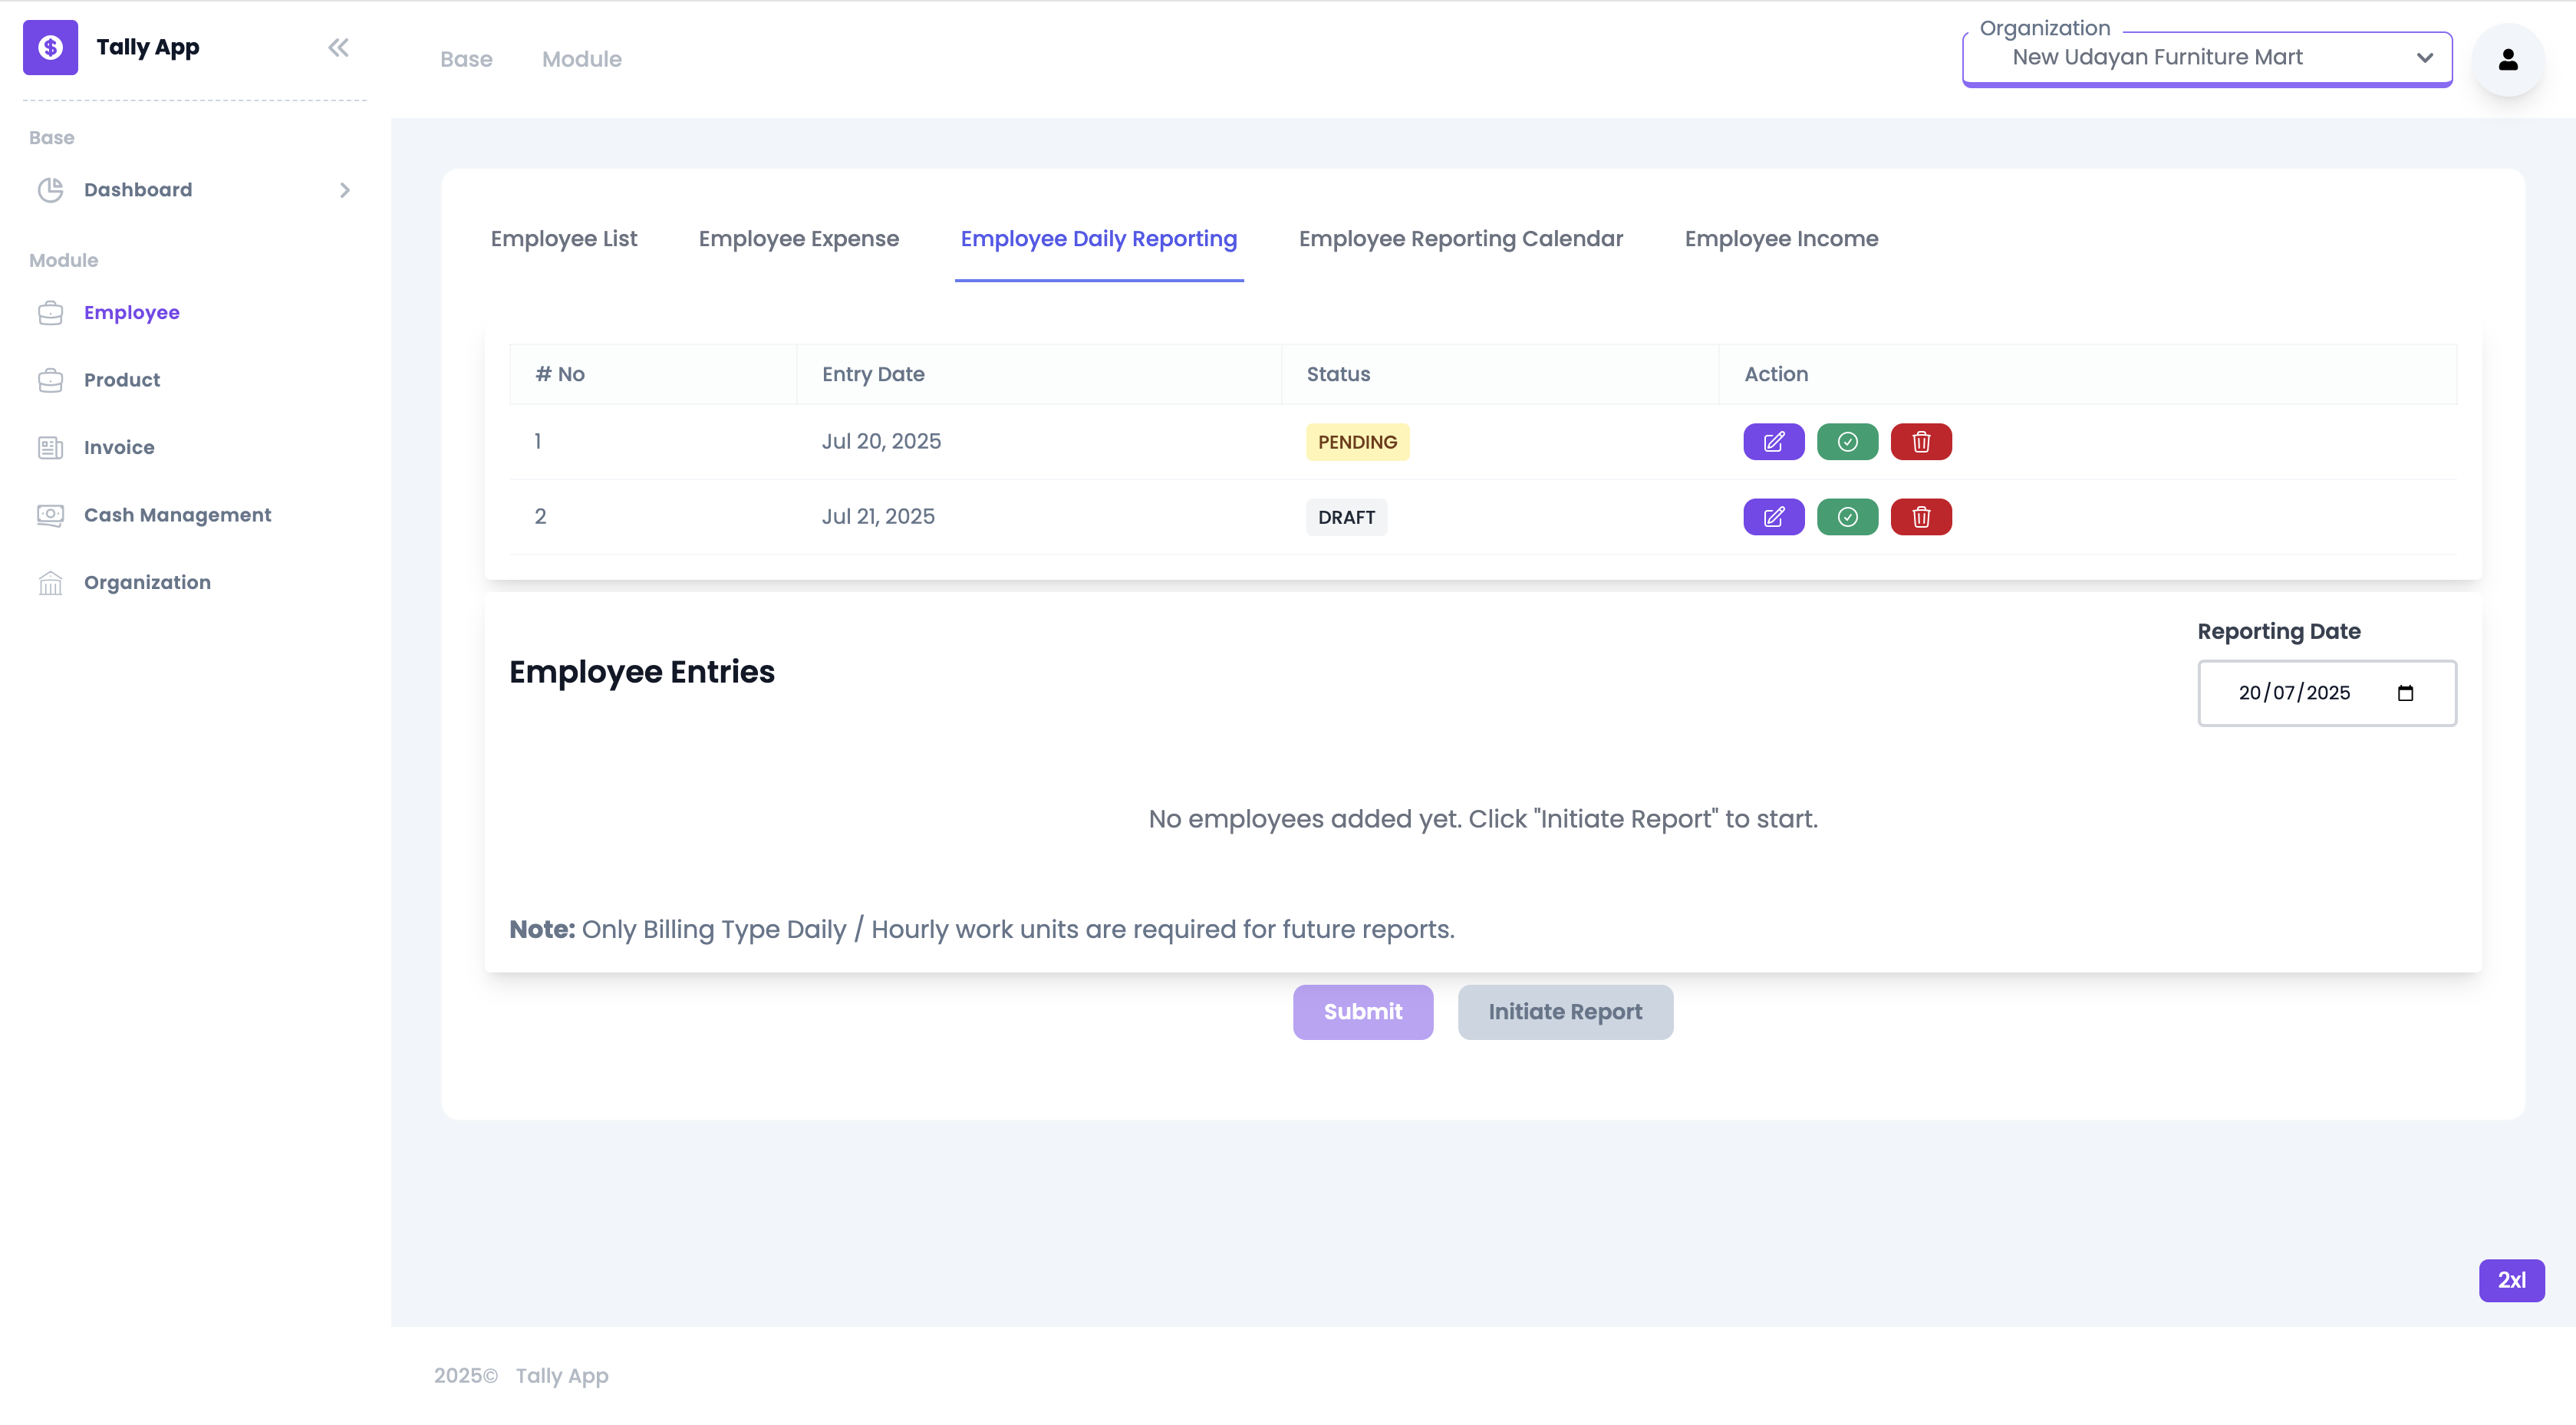 Tally App
Base
Dashboard
Module
Employee
Product
Invoice
Cash Management
Organization
Base Module
Organization
New Udayan Furniture Mart
Employee List Employee Expense Employee Daily Reporting Employee Reporting Calendar Employee Income
# No Entry Date Status Action
1 Jul 20, 2025 PENDING
2 Jul 21, 2025 DRAFT
Reporting Date
Employee Entries
20/07/2025
No employees added yet. Click "Initiate Report" to start.
Note: Only Billing Type Daily / Hourly work units are required for future reports.
Submit Initiate Report
2xl
2025© Tally App